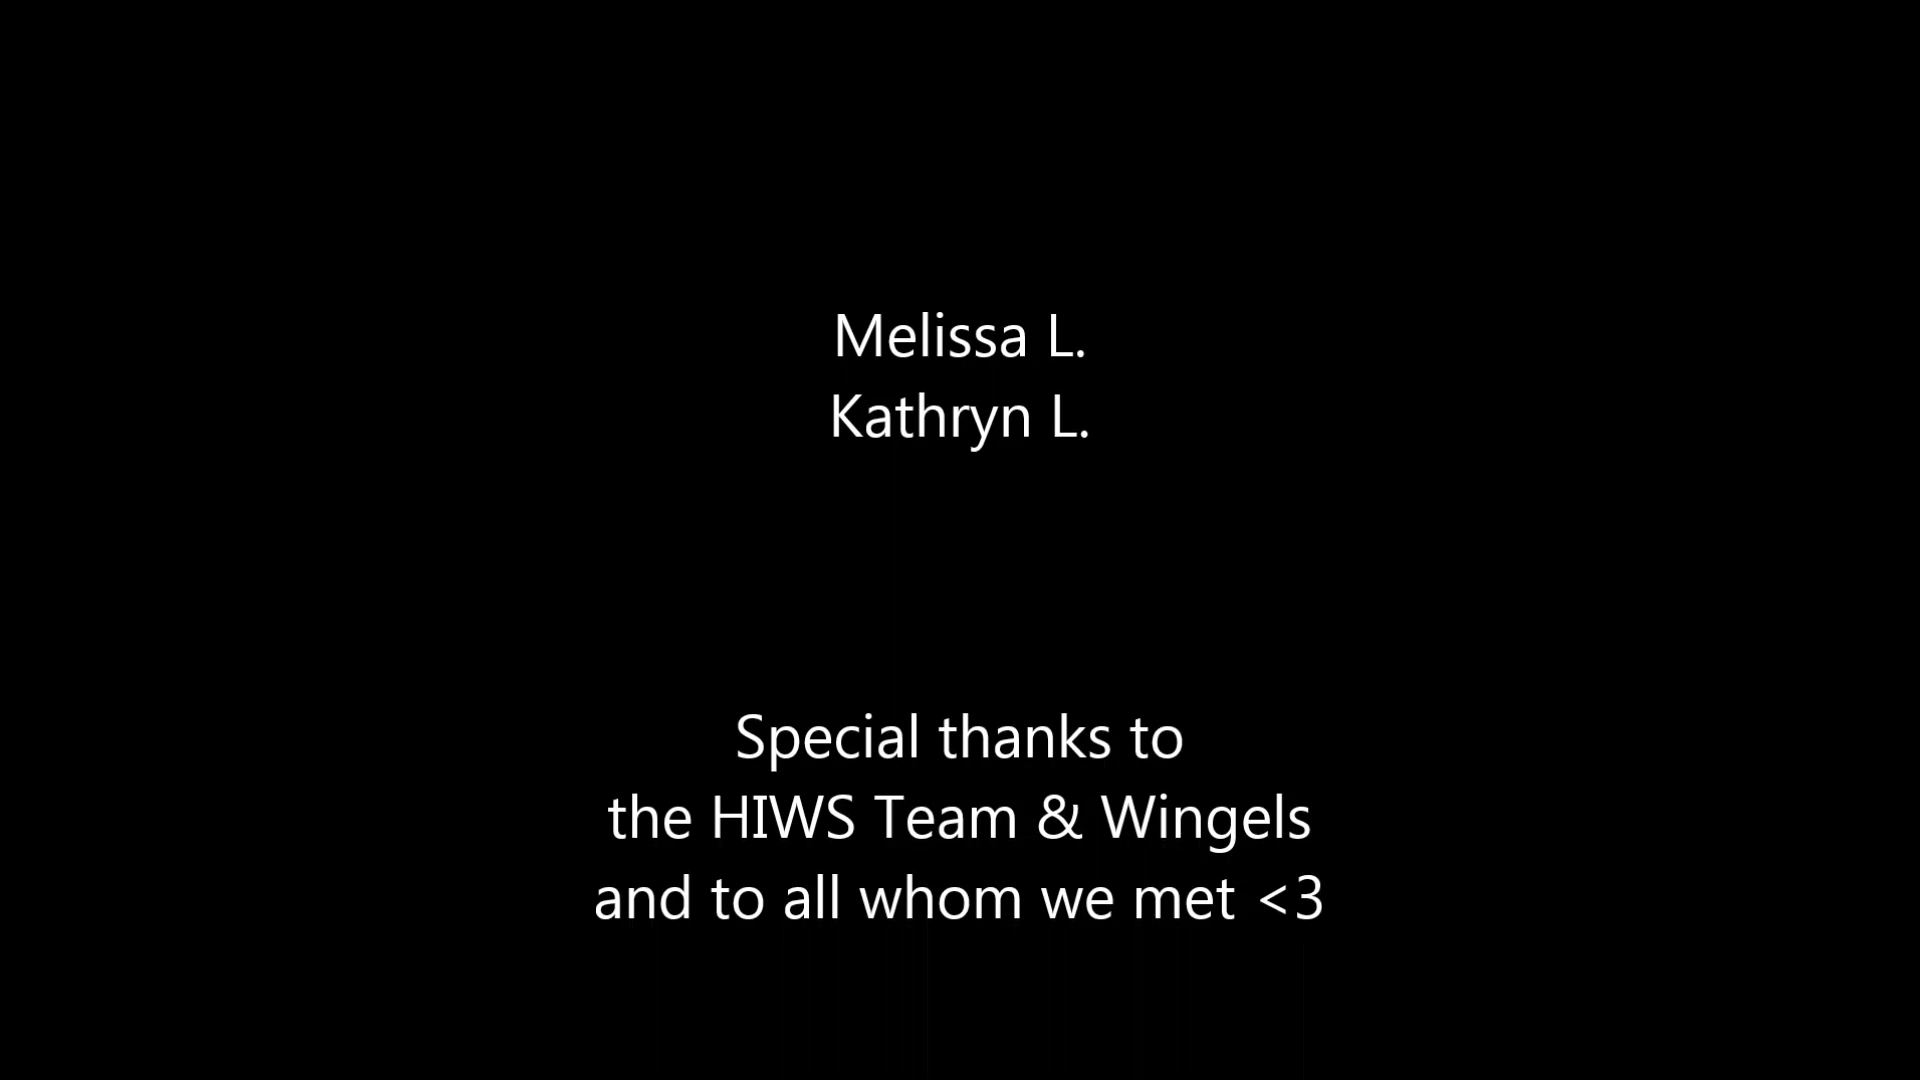 Melissa L.
Kathryn L.
Special thanks to
the HIWS Team & Wingels
and to all whom we met <3